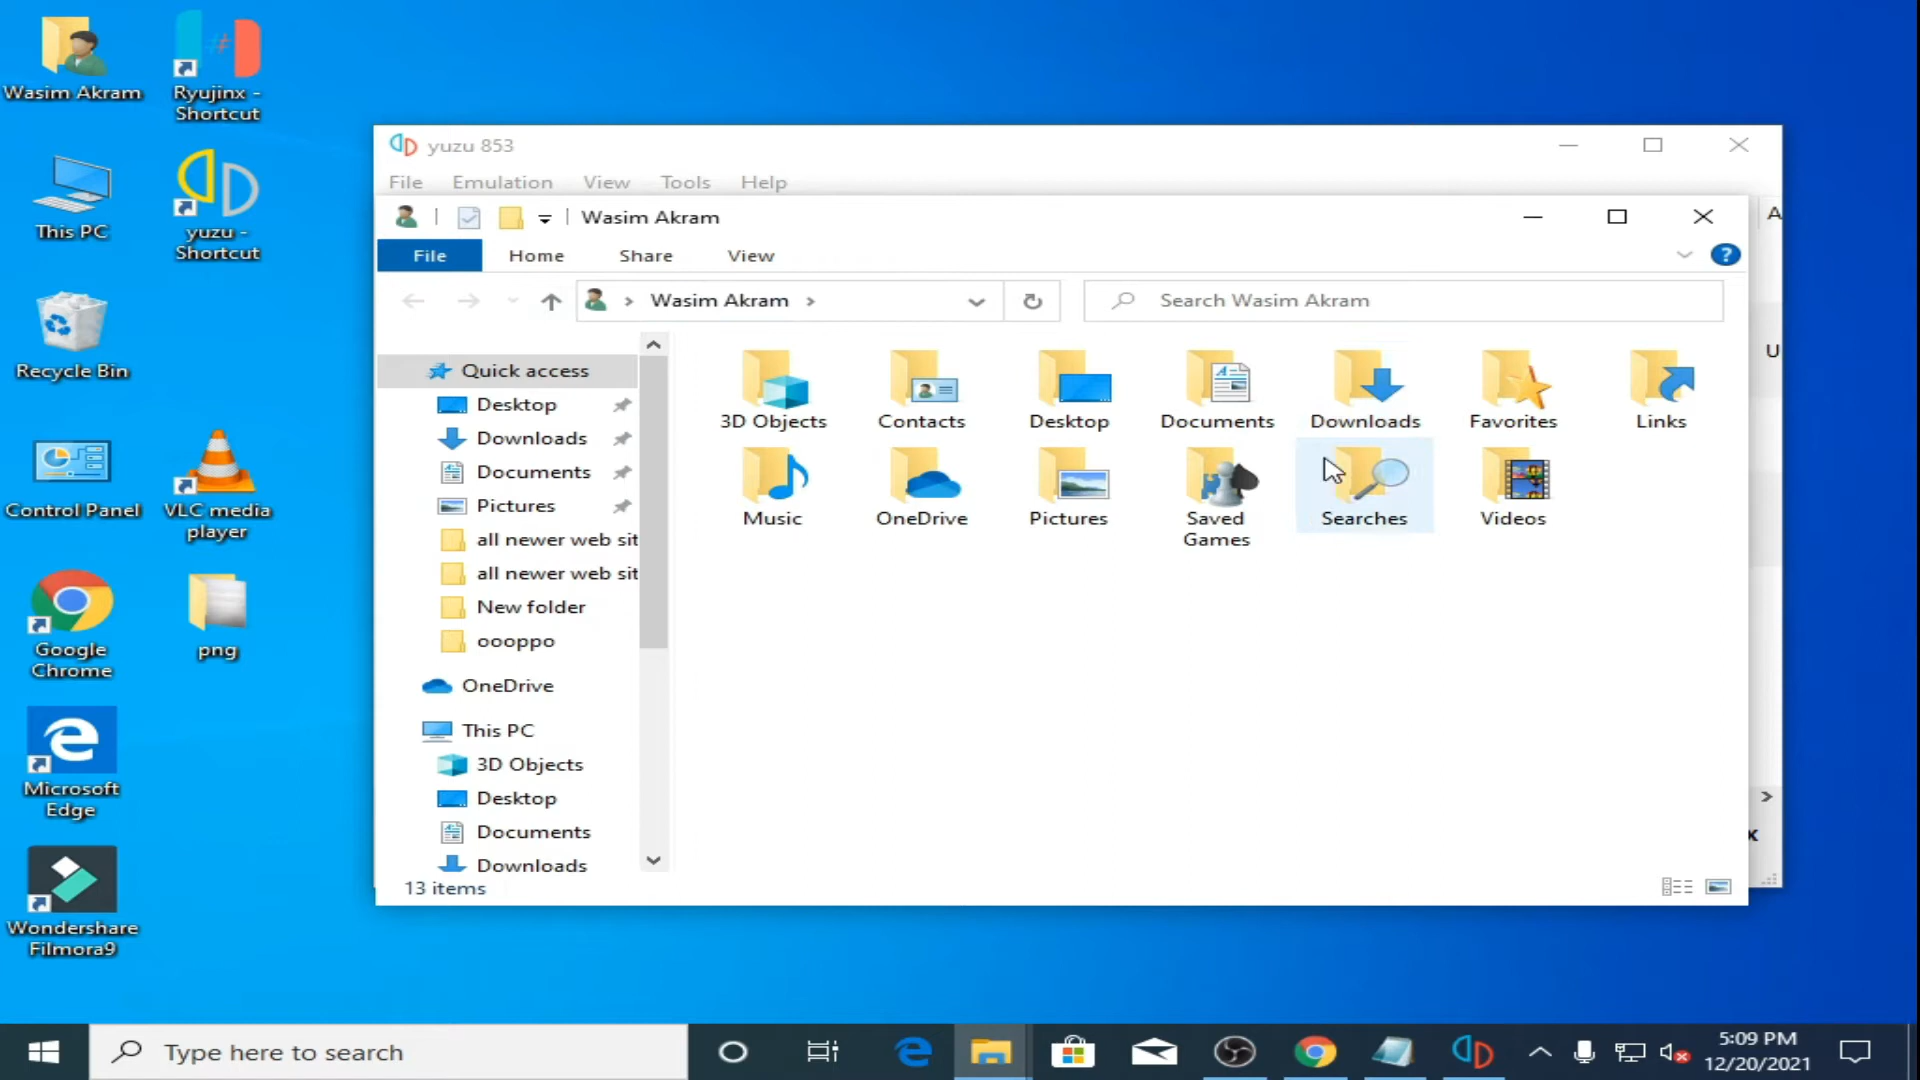 Wasim Akram
Ryujinx -
Shortcut
This PC
yuzu -
Shortcut
Recycle Bin
Control Panel
VLC media
player
Google
Chrome
png
Microsoft
Edge
Wondershare
Filmora9
yuzu 853
File Emulation View Tools Help
Wasim Akram
File Home Share View
Wasim Akram
Search Wasim Akram
Quick access
Desktop
Downloads
Documents
Pictures
all newer web sit
all newer web sit
New folder
oooppo
OneDrive
This PC
3D Objects
Desktop
Documents
Downloads
3D Objects
Contacts
Desktop
Documents
Downloads
Favorites
Links
Music
OneDrive
Pictures
Saved
Games
Searches
Videos
13 items
A
U
x
Type here to search
5:09 PM
12/20/2021